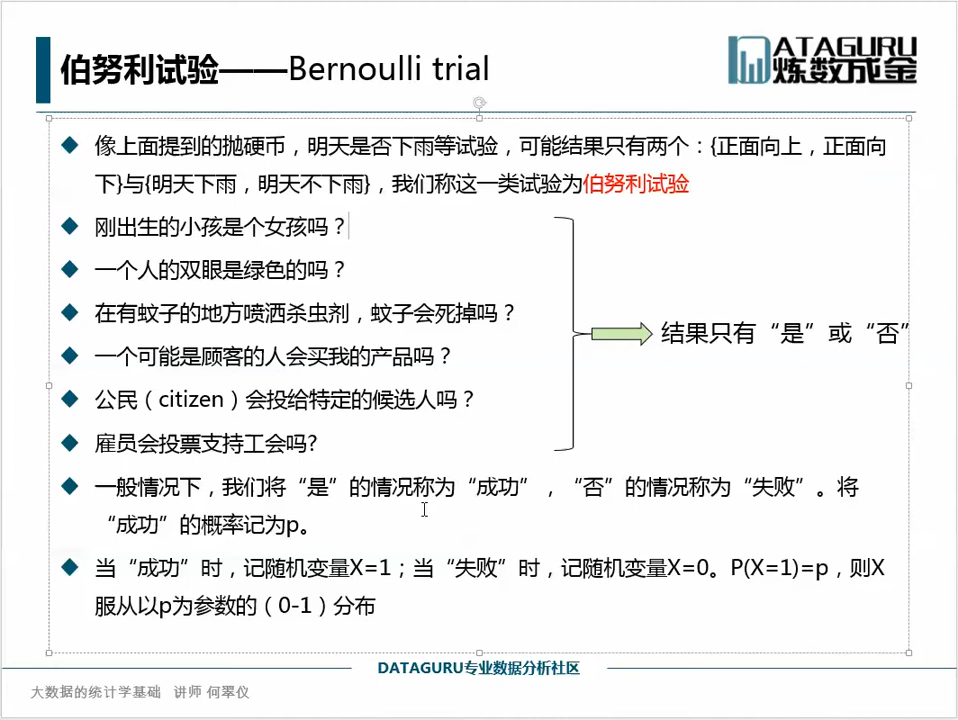 伯努利试验——Bernoulli trial
DATAGURU
炼数成金
像上面提到的抛硬币，明天是否下雨等试验，可能结果只有两个：{正面向上，正面向
下}与{明天下雨，明天不下雨}，我们称这一类试验为伯努利试验
刚出生的小孩是个女孩吗？
一个人的双眼是绿色的吗？
在有蚊子的地方喷洒杀虫剂，蚊子会死掉吗？
一个可能是顾客的人会买我的产品吗？
公民（citizen）会投给特定的候选人吗？
雇员会投票支持工会吗?
结果只有“是”或“否”
一般情况下，我们将“是”的情况称为“成功”，“否”的情况称为“失败”。将
“成功”的概率记为p。
当“成功”时，记随机变量X=1；当“失败”时，记随机变量X=0。P(X=1)=p，则X
服从以p为参数的（0-1）分布
DATAGURU专业数据分析社区
大数据的统计学基础 讲师 何翠仪